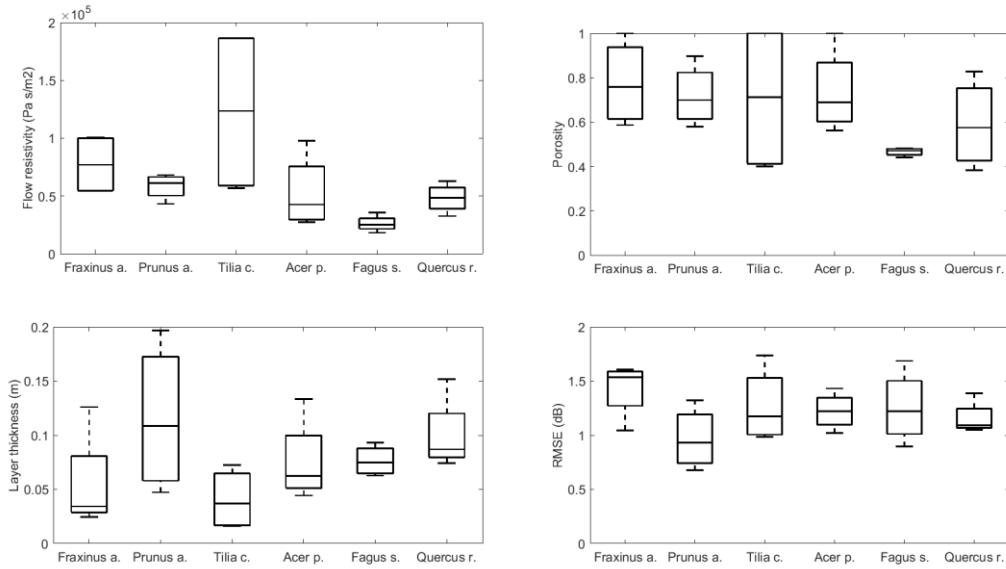 ×10⁵
2
1.5
1
0.5
0
Flow resistivity (Pa s/m2)
Fraxinus a. Prunus a. Tilia c. Acer p. Fagus s. Quercus r.
1
0.8
0.6
0.4
0.2
0
Porosity
Fraxinus a. Prunus a. Tilia c. Acer p. Fagus s. Quercus r.
0.2
0.15
0.1
0.05
0
Layer thickness (m)
Fraxinus a. Prunus a. Tilia c. Acer p. Fagus s. Quercus r.
2
1.5
1
0.5
0
RMSE (dB)
Fraxinus a. Prunus a. Tilia c. Acer p. Fagus s. Quercus r.